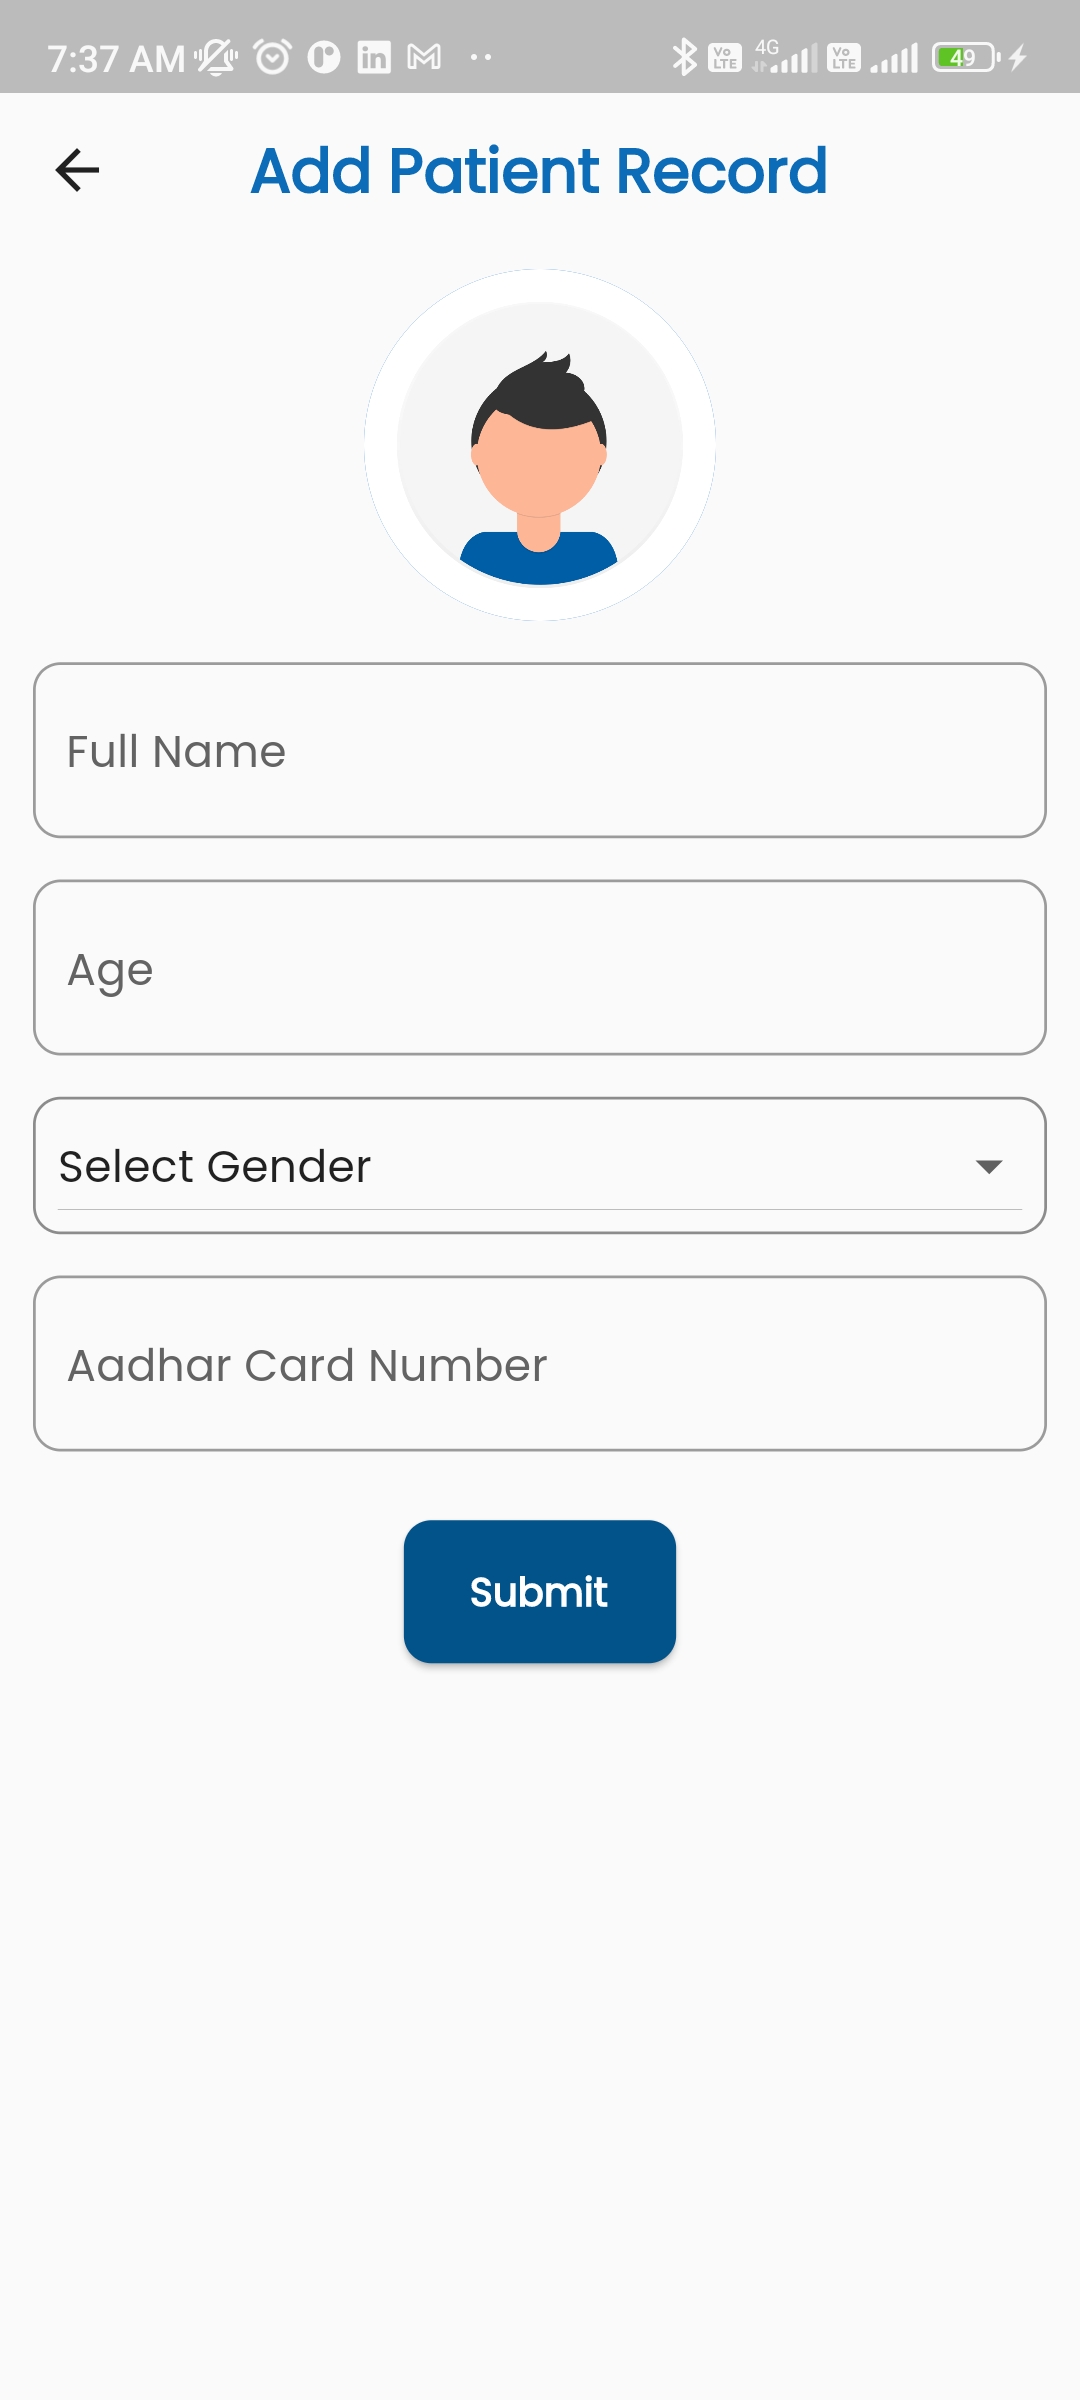 7:37 AM
Vo LTE 4G Vo LTE 49
Add Patient Record
Full Name
Age
Select Gender
Aadhar Card Number
Submit